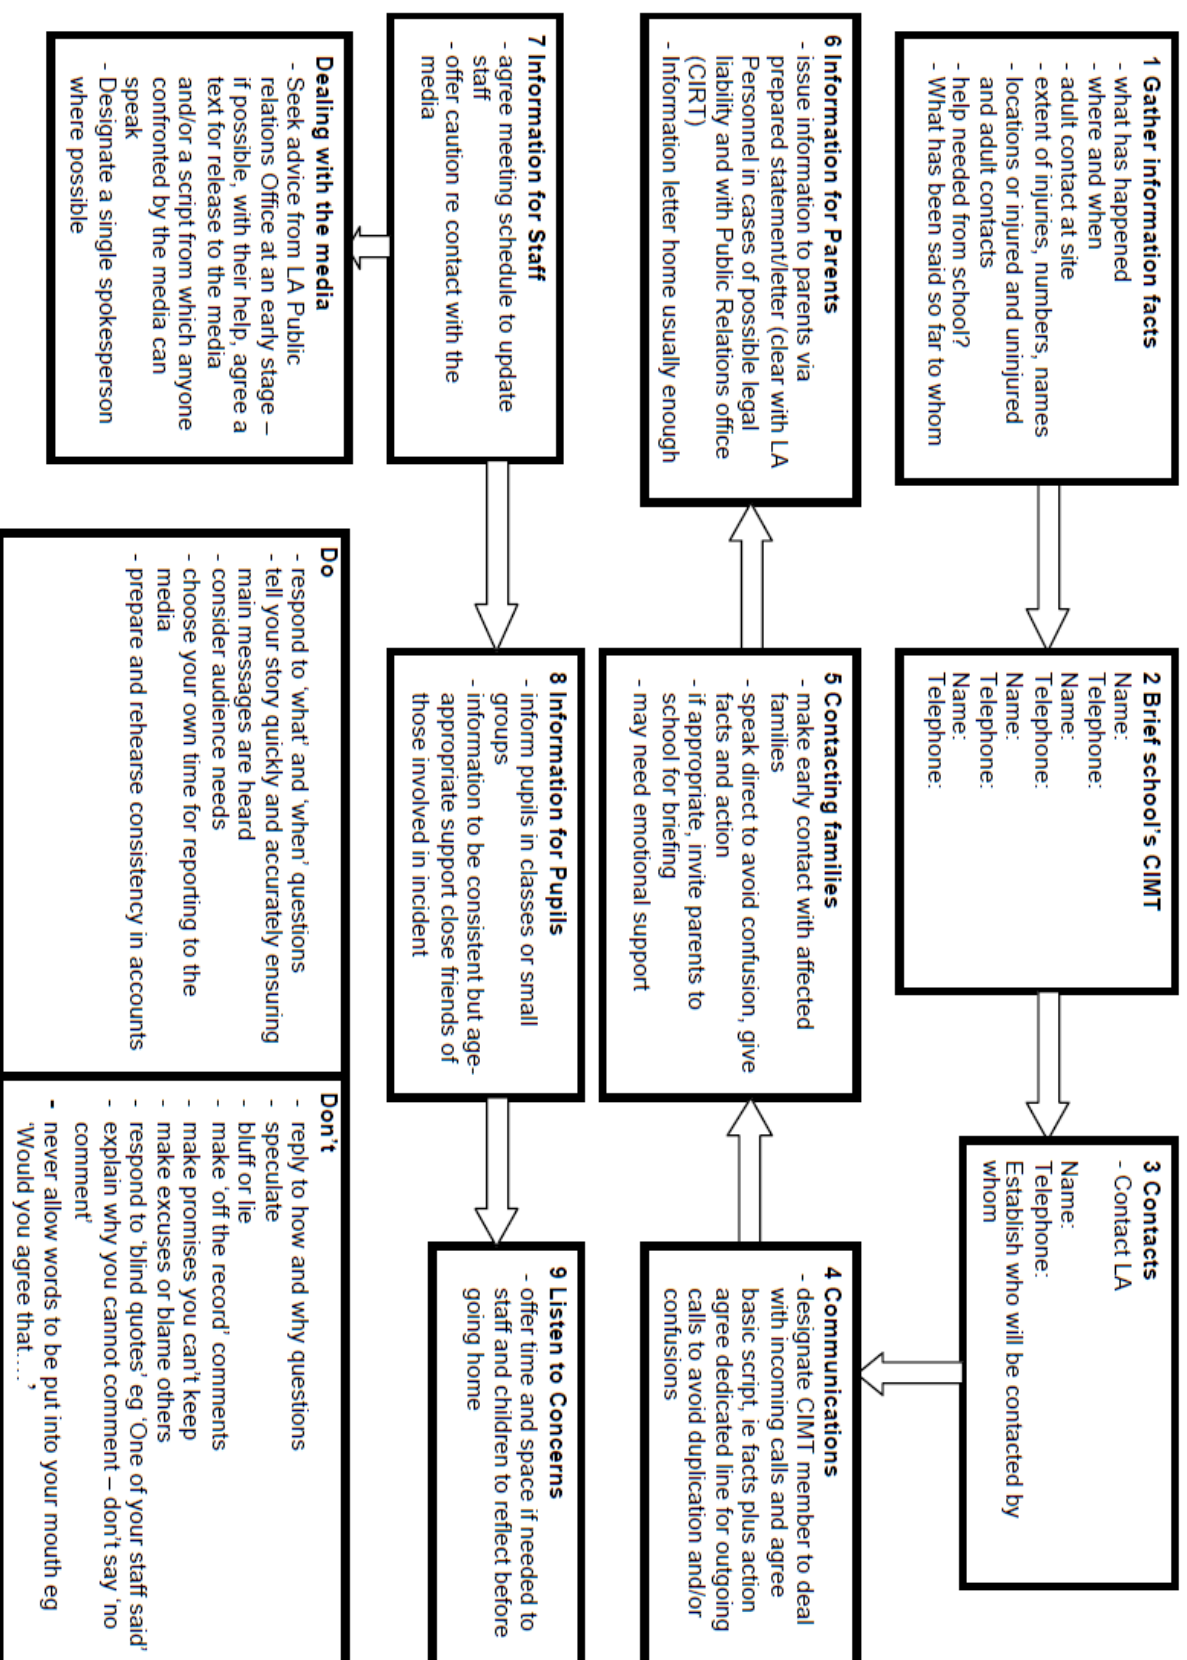 1 Gather information facts
- what has happened
- where and when
- adult contact at site
- extent of injuries, numbers, names
- locations or injured and uninjured
and adult contacts
- help needed from school?
- What has been said so far to whom
2 Brief school's CIMT
Name:
Telephone:
Name:
Telephone:
Name:
Telephone:
Name:
Telephone:
3 Contacts
- Contact LA
Name:
Telephone:
Establish who will be contacted by
whom
4 Communications
- designate CIMT member to deal
with incoming calls and agree
basic script, ie facts plus action
agree dedicated line for outgoing
calls to avoid duplication and/or
confusions
5 Contacting families
- make early contact with affected
families
- speak direct to avoid confusion, give
facts and action
- if appropriate, invite parents to
school for briefing
- may need emotional support
6 Information for Parents
- issue information to parents via
prepared statement/letter (clear with LA
Personnel in cases of possible legal
liability and with Public Relations office
(CIRT)
- Information letter home usually enough
7 Information for Staff
- agree meeting schedule to update
staff
- offer caution re contact with the
media
8 Information for Pupils
- inform pupils in classes or small
groups
- information to be consistent but age-
appropriate support close friends of
those involved in incident
9 Listen to Concerns
- offer time and space if needed to
staff and children to reflect before
going home
Dealing with the media
- Seek advice from LA Public
relations Office at an early stage –
if possible, with their help, agree a
text for release to the media
and/or a script from which anyone
confronted by the media can
speak
- Designate a single spokesperson
where possible
Do
- respond to 'what' and 'when' questions
- tell your story quickly and accurately ensuring
main messages are heard
- consider audience needs
- choose your own time for reporting to the
media
- prepare and rehearse consistency in accounts
Don't
- reply to how and why questions
- speculate
- bluff or lie
- make 'off the record' comments
- make promises you can't keep
- make excuses or blame others
- respond to 'blind quotes' eg 'One of your staff said'
- explain why you cannot comment – don't say 'no
comment'
- never allow words to be put into your mouth eg
'Would you agree that….'